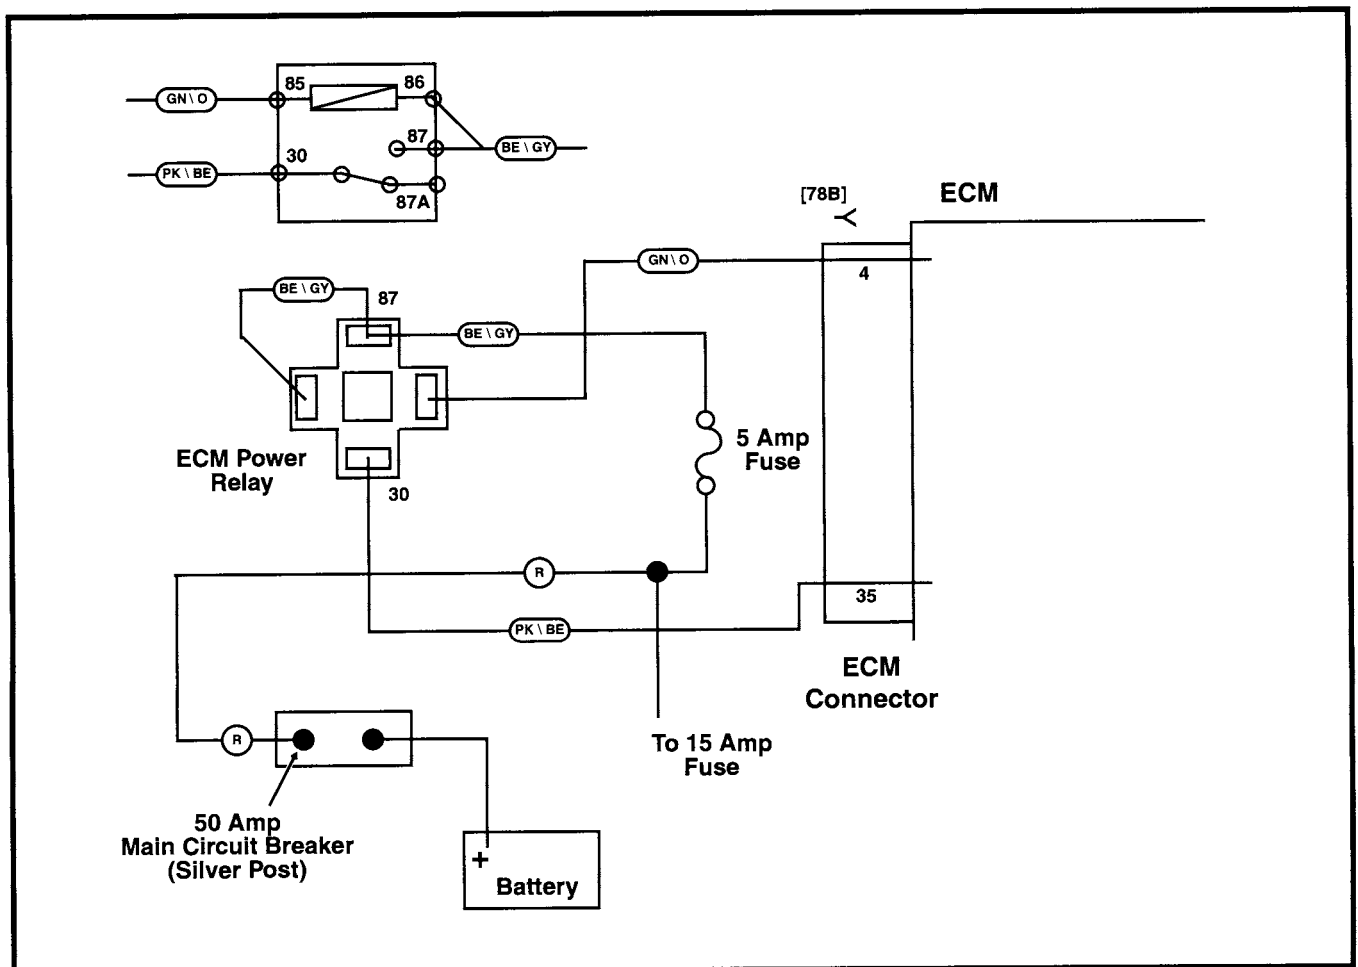 85
86
GN\O
87
BE \ GY
30
PK \ BE
87A
[78B]
ECM
GN \ O
4
BE \ GY
87
BE \ GY
ECM Power
Relay
5 Amp
Fuse
30
R
35
PK \ BE
ECM
Connector
R
To 15 Amp
Fuse
50 Amp
Main Circuit Breaker
(Silver Post)
+
Battery